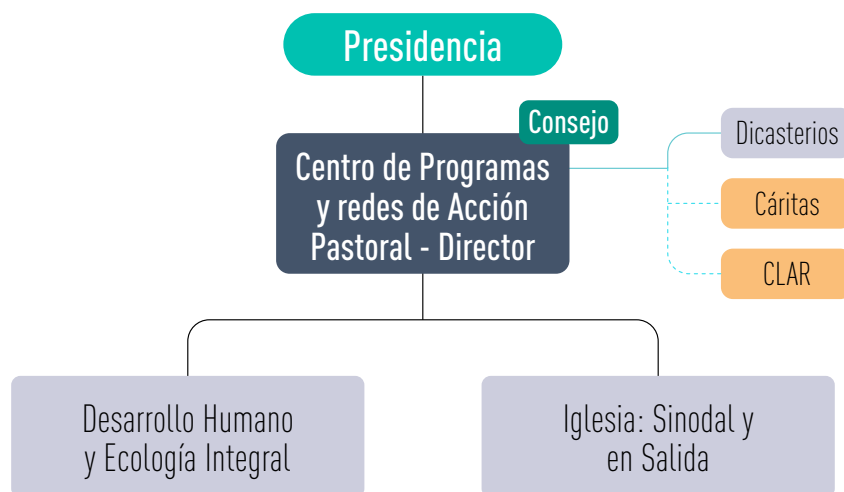 Presidencia
Consejo
Centro de Programas
y redes de Acción
Pastoral - Director
Dicasterios
Cáritas
CLAR
Desarrollo Humano
y Ecología Integral
Iglesia: Sinodal y
en Salida